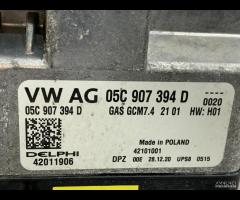 VW AG 05C 907 394 D
0020
05C 907 394 D GAS GCM7.4 21 01 HW: H01
Made in POLAND
DELPHI 42101001
42011906 DPZ 00E 28.12.20 UPS8 0515